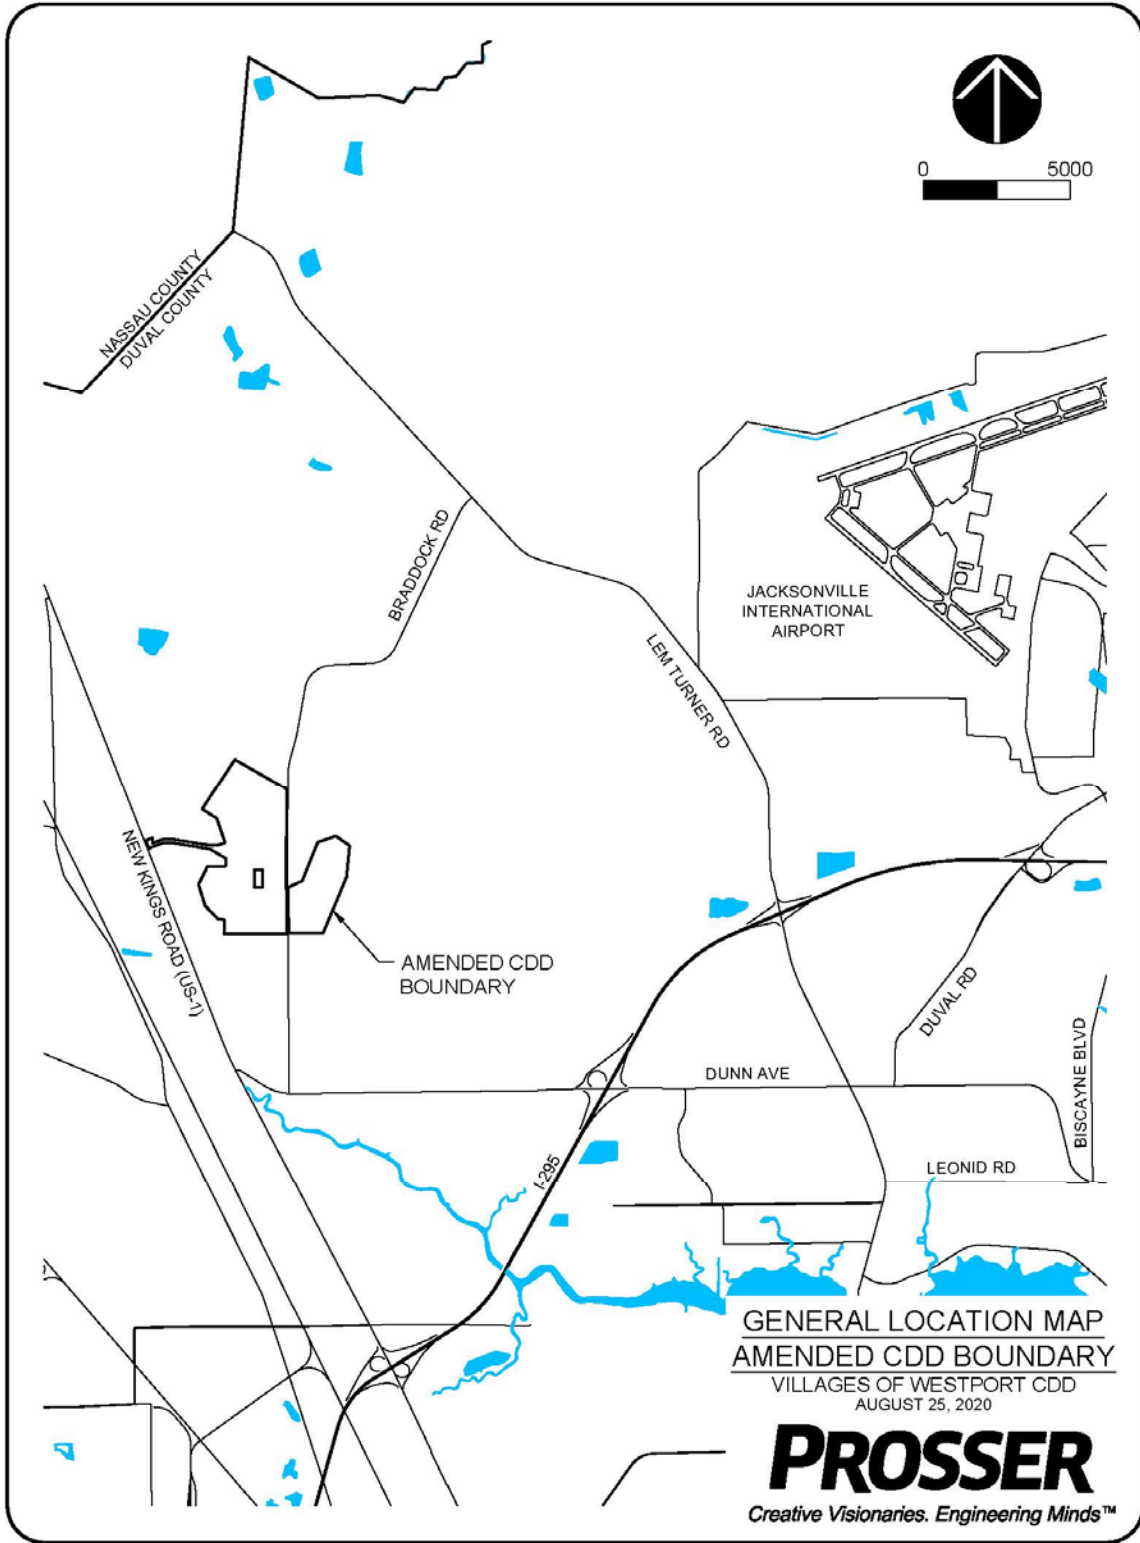 0 5000
NASSAU COUNTY
DUVAL COUNTY
BRADDOCK RD
JACKSONVILLE
INTERNATIONAL
AIRPORT
LEM TURNER RD
NEW KINGS ROAD (US-1)
AMENDED CDD
BOUNDARY
DUVAL RD
BISCAYNE BLVD
DUNN AVE
I-295
LEONID RD
GENERAL LOCATION MAP
AMENDED CDD BOUNDARY
VILLAGES OF WESTPORT CDD
AUGUST 25, 2020
PROSSER
Creative Visionaries. Engineering Minds™